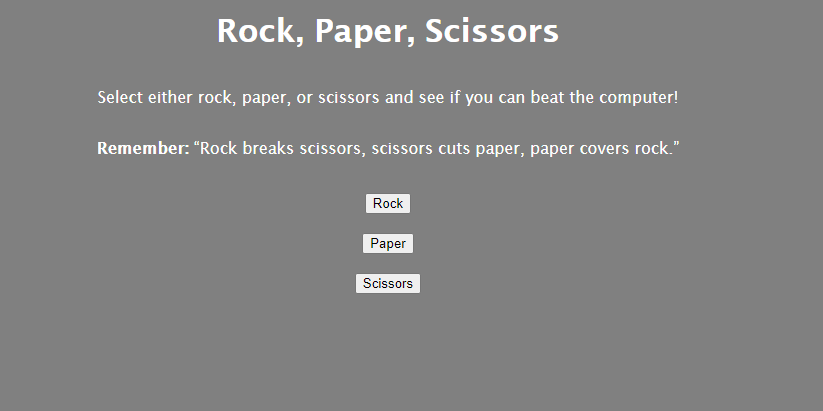 Rock, Paper, Scissors
Select either rock, paper, or scissors and see if you can beat the computer!
Remember: “Rock breaks scissors, scissors cuts paper, paper covers rock.”
Rock
Paper
Scissors